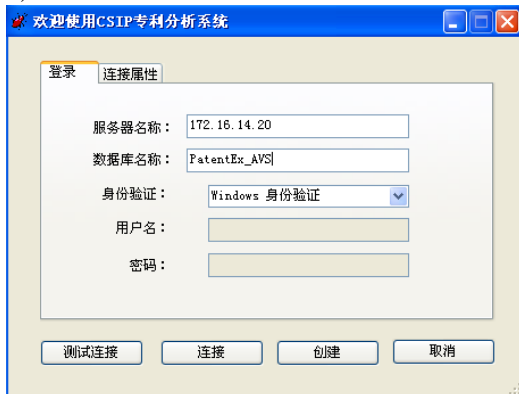 欢迎使用CSIP专利分析系统
登录 连接属性
服务器名称： 172.16.14.20
数据库名称： PatentEx_AVS
身份验证： Windows 身份验证
用户名：
密码：
测试连接 连接 创建 取消